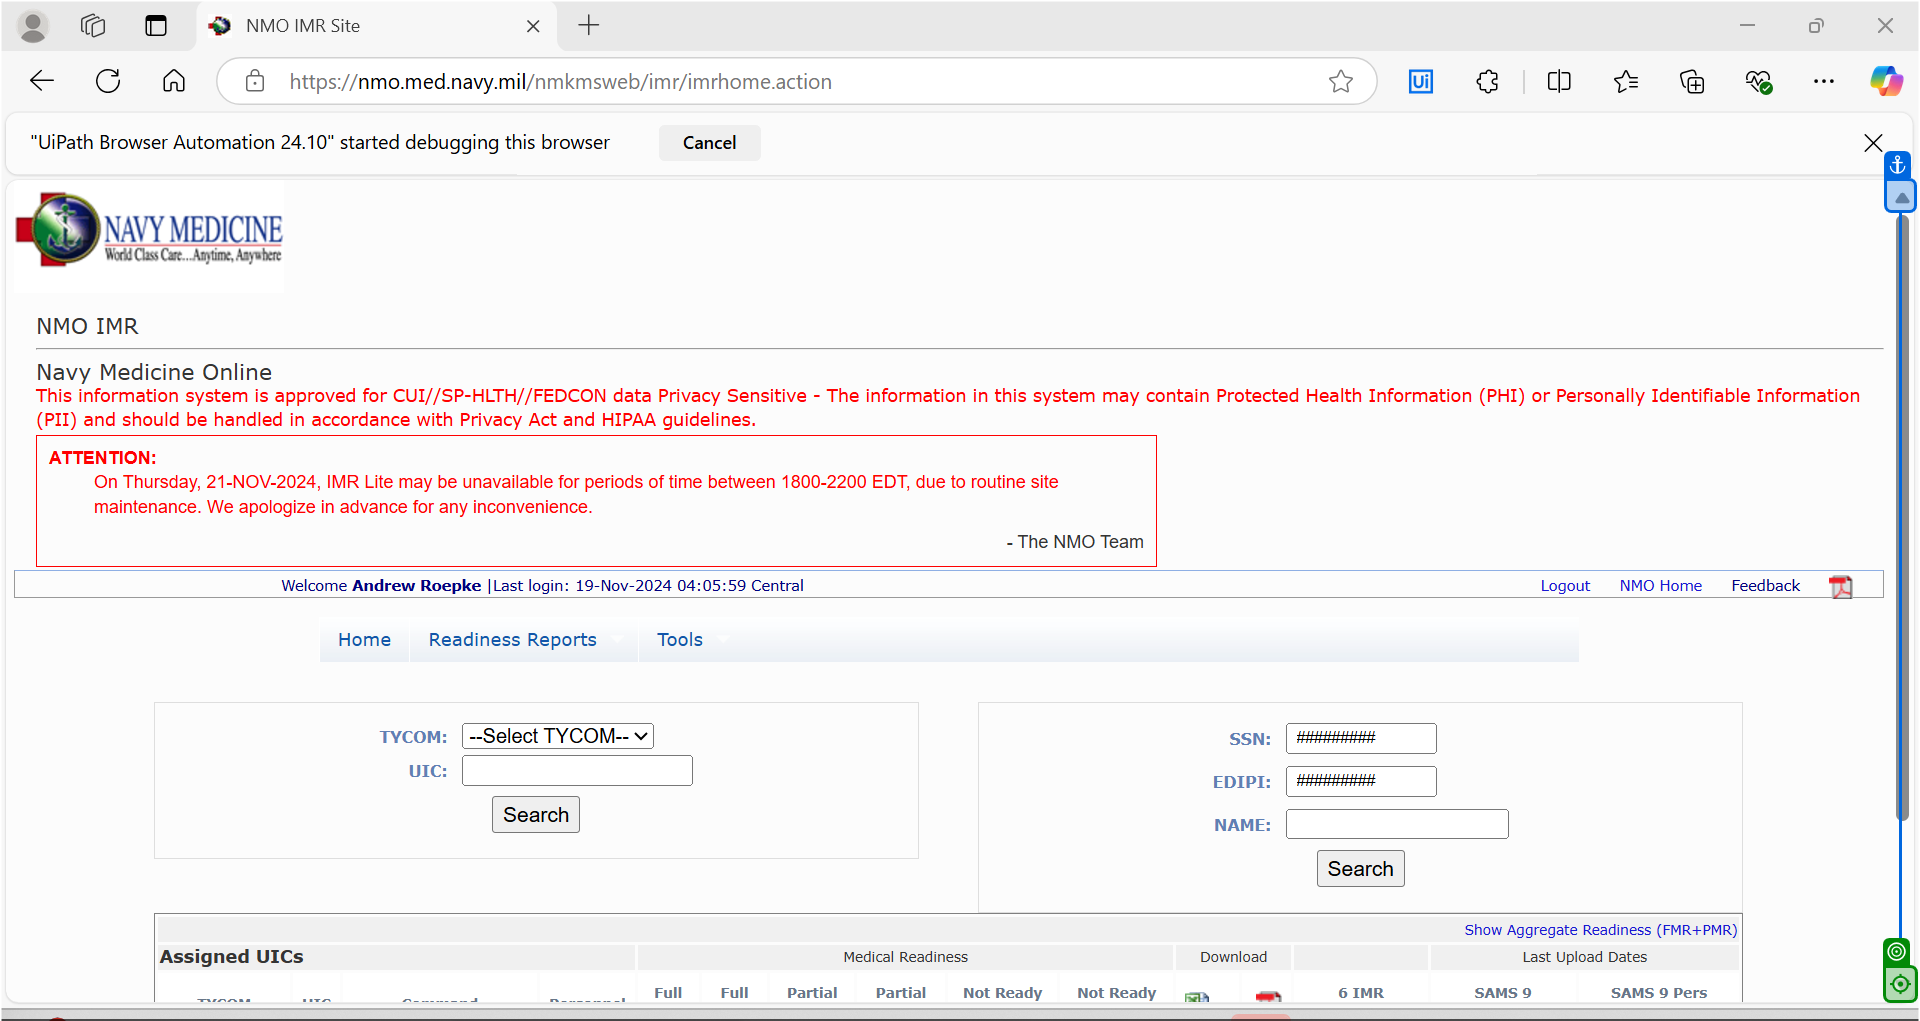 NMO IMR Site
https://nmo.med.navy.mil/nmkmsweb/imr/imrhome.action
Ui
"UiPath Browser Automation 24.10" started debugging this browser
Cancel
NAVY MEDICINE
World Class Care...Anytime, Anywhere
NMO IMR
Navy Medicine Online
This information system is approved for CUI//SP-HLTH//FEDCON data Privacy Sensitive - The information in this system may contain Protected Health Information (PHI) or Personally Identifiable Information
(PII) and should be handled in accordance with Privacy Act and HIPAA guidelines.
ATTENTION:
On Thursday, 21-NOV-2024, IMR Lite may be unavailable for periods of time between 1800-2200 EDT, due to routine site
maintenance. We apologize in advance for any inconvenience.
- The NMO Team
Welcome Andrew Roepke |Last login: 19-Nov-2024 04:05:59 Central
Logout NMO Home Feedback
Home Readiness Reports Tools
TYCOM: --Select TYCOM--
UIC:
Search
SSN: #########
EDIPI: #########
NAME:
Search
Show Aggregate Readiness (FMR+PMR)
Assigned UICs Medical Readiness Download Last Upload Dates
TYCOM UIC Command Personnel Full Full Partial Partial Not Ready Not Ready 6 IMR SAMS 9 SAMS 9 Pers